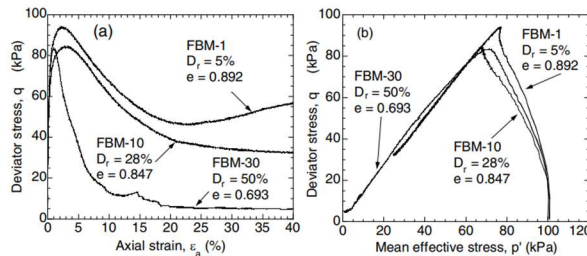 100
80
60
40
20
0
Deviator stress, q (kPa)
(a)
FBM-1
D_r = 5%
e = 0.892
FBM-10
D_r = 28%
e = 0.847
FBM-30
D_r = 50%
e = 0.693
0 5 10 15 20 25 30 35 40
Axial strain, ε_a (%)
100
80
60
40
20
0
Deviator stress, q (kPa)
(b)
FBM-1
D_r = 5%
e = 0.892
FBM-30
D_r = 50%
e = 0.693
FBM-10
D_r = 28%
e = 0.847
0 20 40 60 80 100 120
Mean effective stress, p' (kPa)